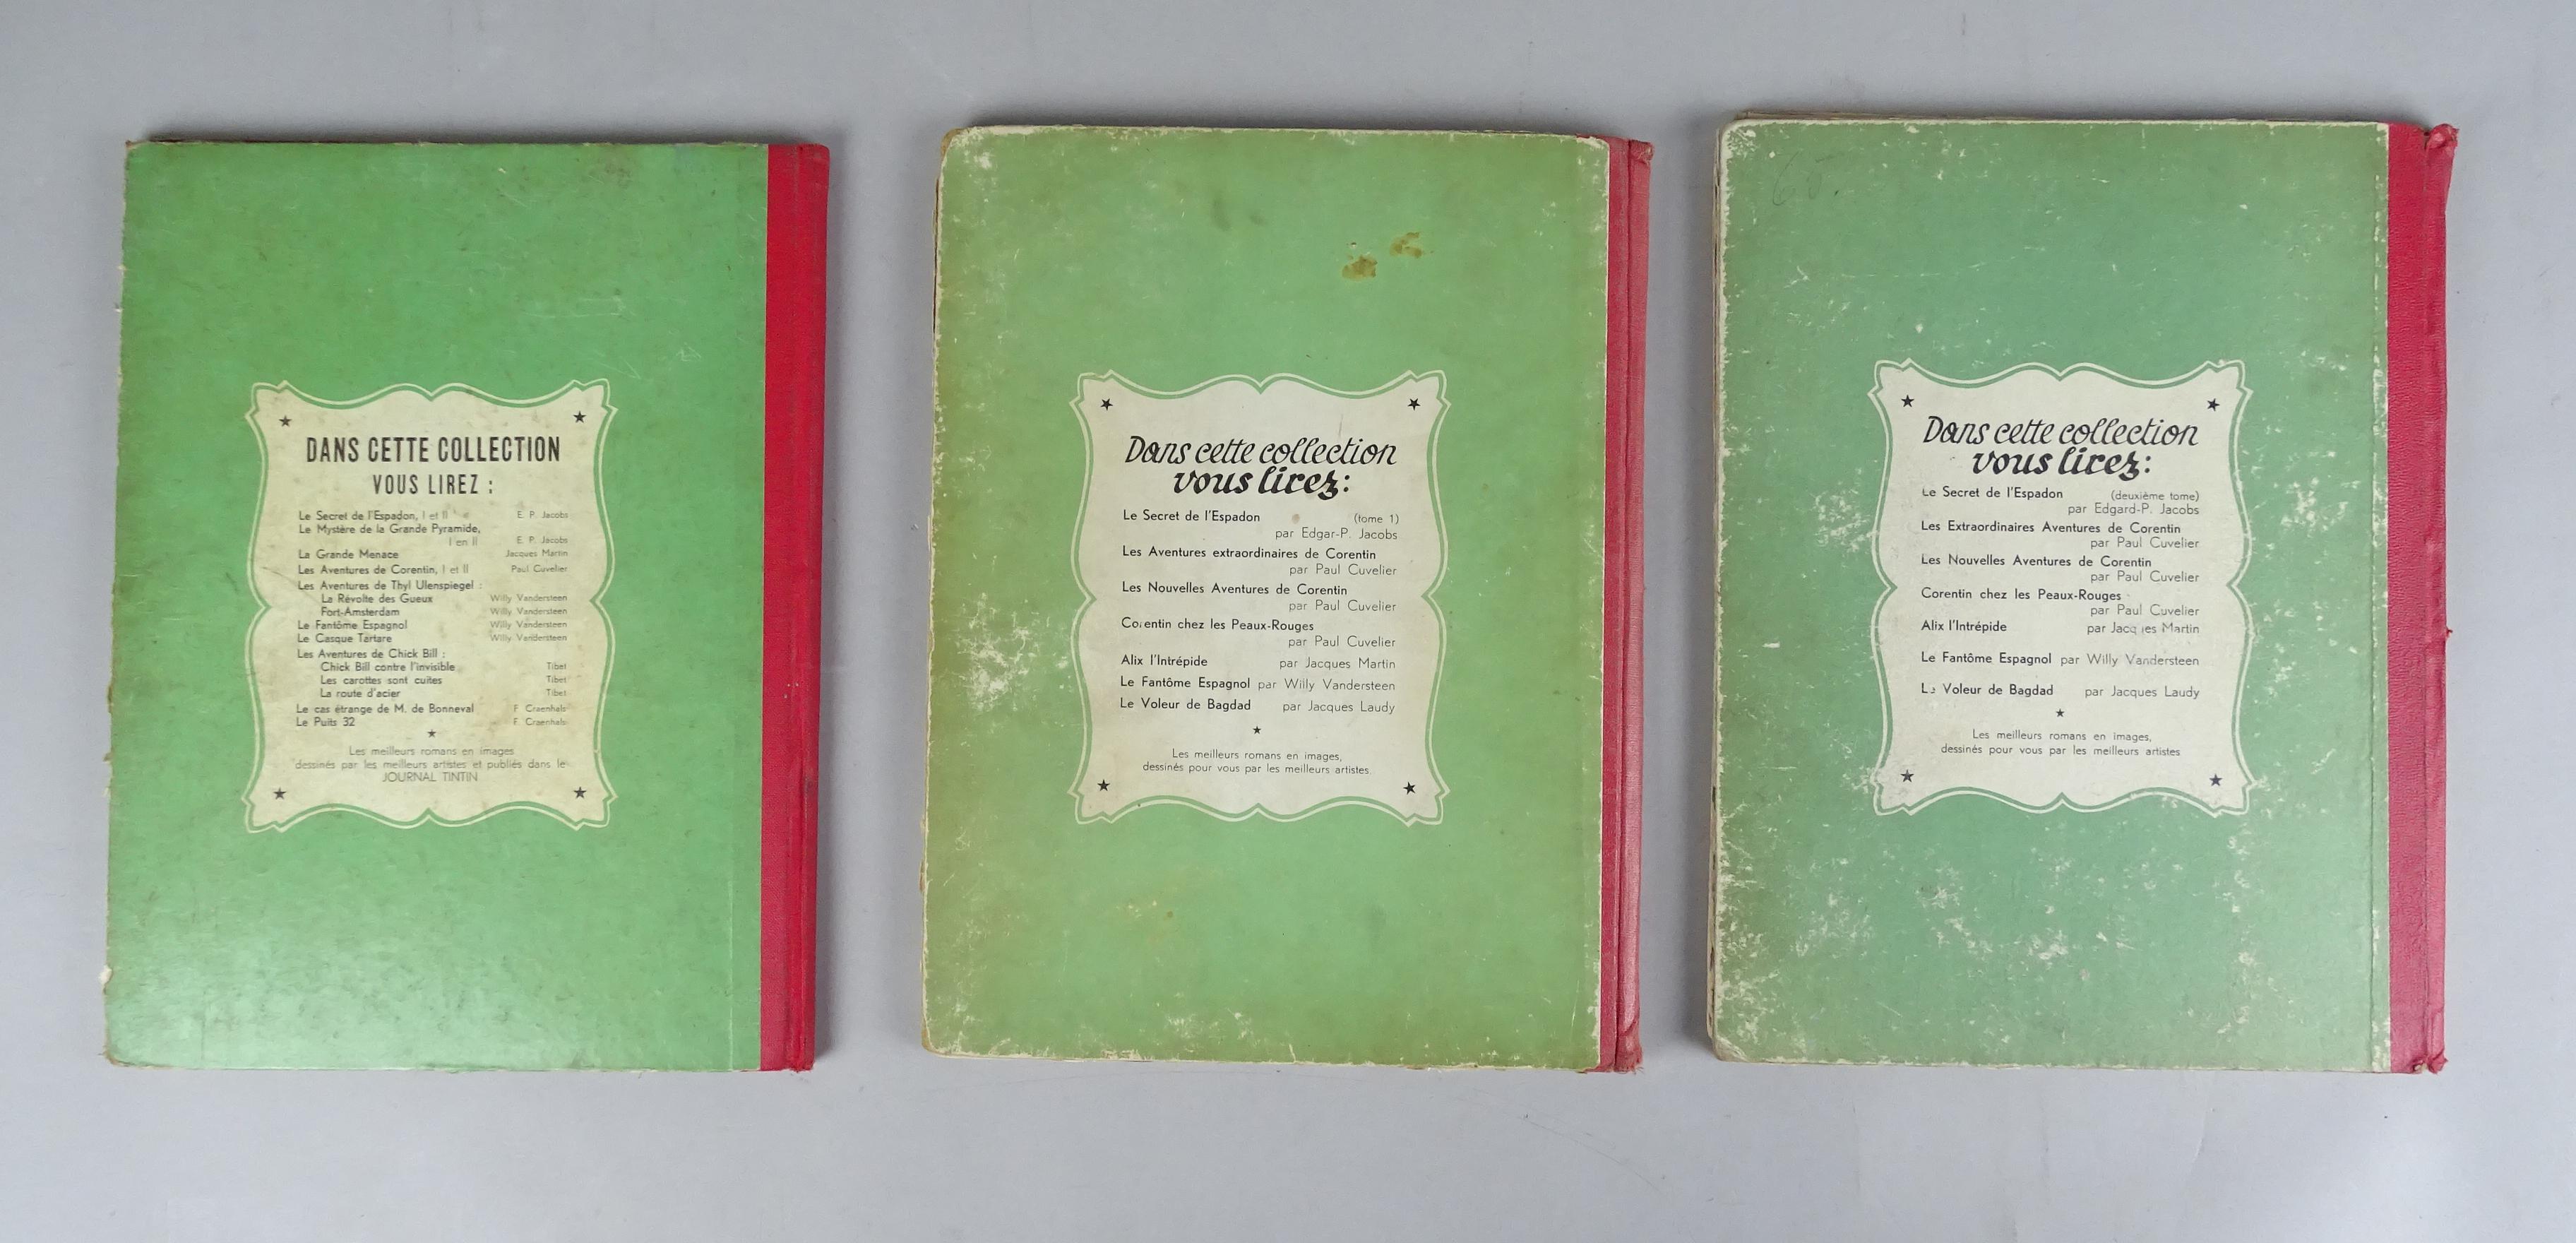 DANS CETTE COLLECTION
VOUS LIREZ :
Le Secret de l'Espadon, I et II E. P. Jacobs
Le Mystère de la Grande Pyramide,
I en II E. P. Jacobs
La Grande Menace Jacques Martin
Les Aventures de Corentin, I et II Paul Cuvelier
Les Aventures de Thyl Ulenspiegel :
La Révolte des Gueux Willy Vandersteen
Fort-Amsterdam Willy Vandersteen
Le Fantôme Espagnol Willy Vandersteen
Le Casque Tartare Willy Vandersteen
Les Aventures de Chick Bill :
Chick Bill contre l'invisible Tibet
Les carottes sont cuites Tibet
La route d'acier Tibet
Le cas étrange de M. de Bonneval F. Craenhals
Le Puits 32 F. Craenhals
Les meilleurs romans en images
dessinés par les meilleurs artistes et publiés dans le
JOURNAL TINTIN
Dans cette collection
vous lirez :
Le Secret de l'Espadon (tome 1)
par Edgar-P. Jacobs
Les Aventures extraordinaires de Corentin
par Paul Cuvelier
Les Nouvelles Aventures de Corentin
par Paul Cuvelier
Corentin chez les Peaux-Rouges
par Paul Cuvelier
Alix l'Intrépide par Jacques Martin
Le Fantôme Espagnol par Willy Vandersteen
Le Voleur de Bagdad par Jacques Laudy
Les meilleurs romans en images,
dessinés pour vous par les meilleurs artistes.
65.
Dans cette collection
vous lirez :
Le Secret de l'Espadon (deuxième tome)
par Edgard-P. Jacobs
Les Extraordinaires Aventures de Corentin
par Paul Cuvelier
Les Nouvelles Aventures de Corentin
par Paul Cuvelier
Corentin chez les Peaux-Rouges
par Paul Cuvelier
Alix l'Intrépide par Jacques Martin
Le Fantôme Espagnol par Willy Vandersteen
Le Voleur de Bagdad par Jacques Laudy
Les meilleurs romans en images,
dessinés pour vous par les meilleurs artistes